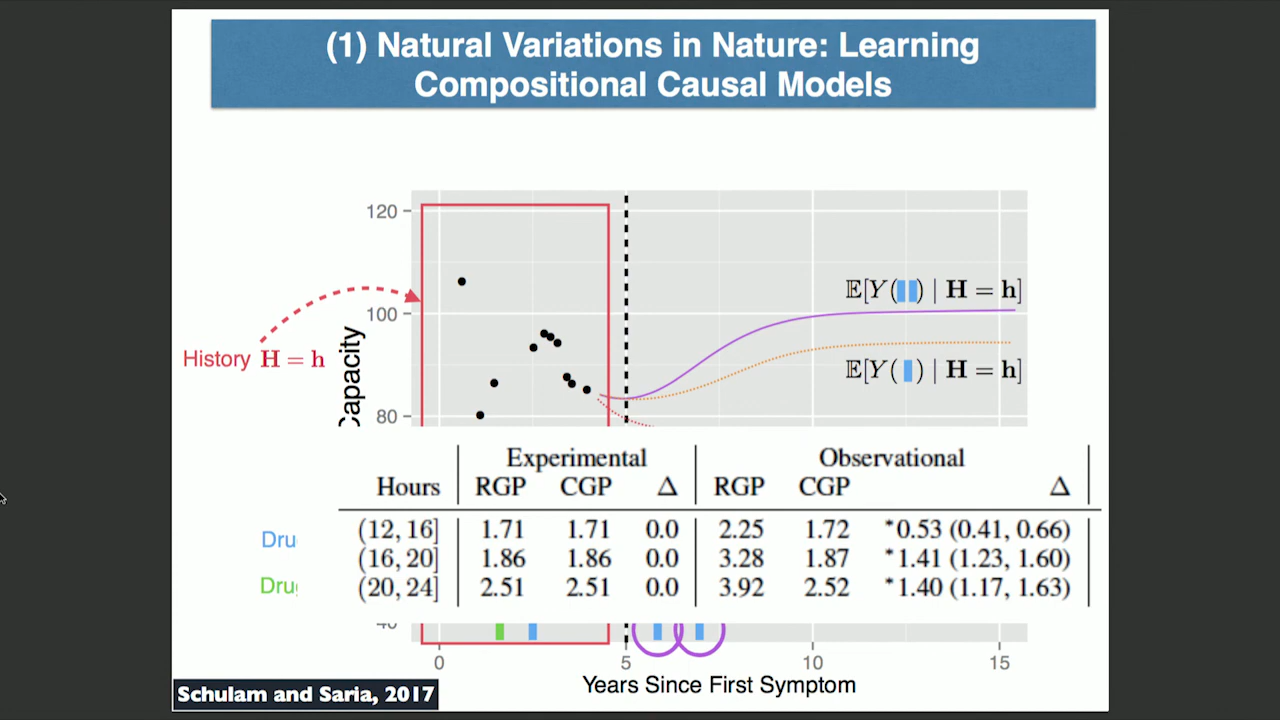 (1) Natural Variations in Nature: Learning
Compositional Causal Models
120
100
80
40
Capacity
History H = h
𝔼[Y( ) | H = h]
𝔼[Y( ) | H = h]
Experimental Observational
Hours RGP CGP Δ RGP CGP Δ
(12, 16] 1.71 1.71 0.0 2.25 1.72 *0.53 (0.41, 0.66)
(16, 20] 1.86 1.86 0.0 3.28 1.87 *1.41 (1.23, 1.60)
(20, 24] 2.51 2.51 0.0 3.92 2.52 *1.40 (1.17, 1.63)
Dru
Dru
0 5 10 15
Years Since First Symptom
Schulam and Saria, 2017